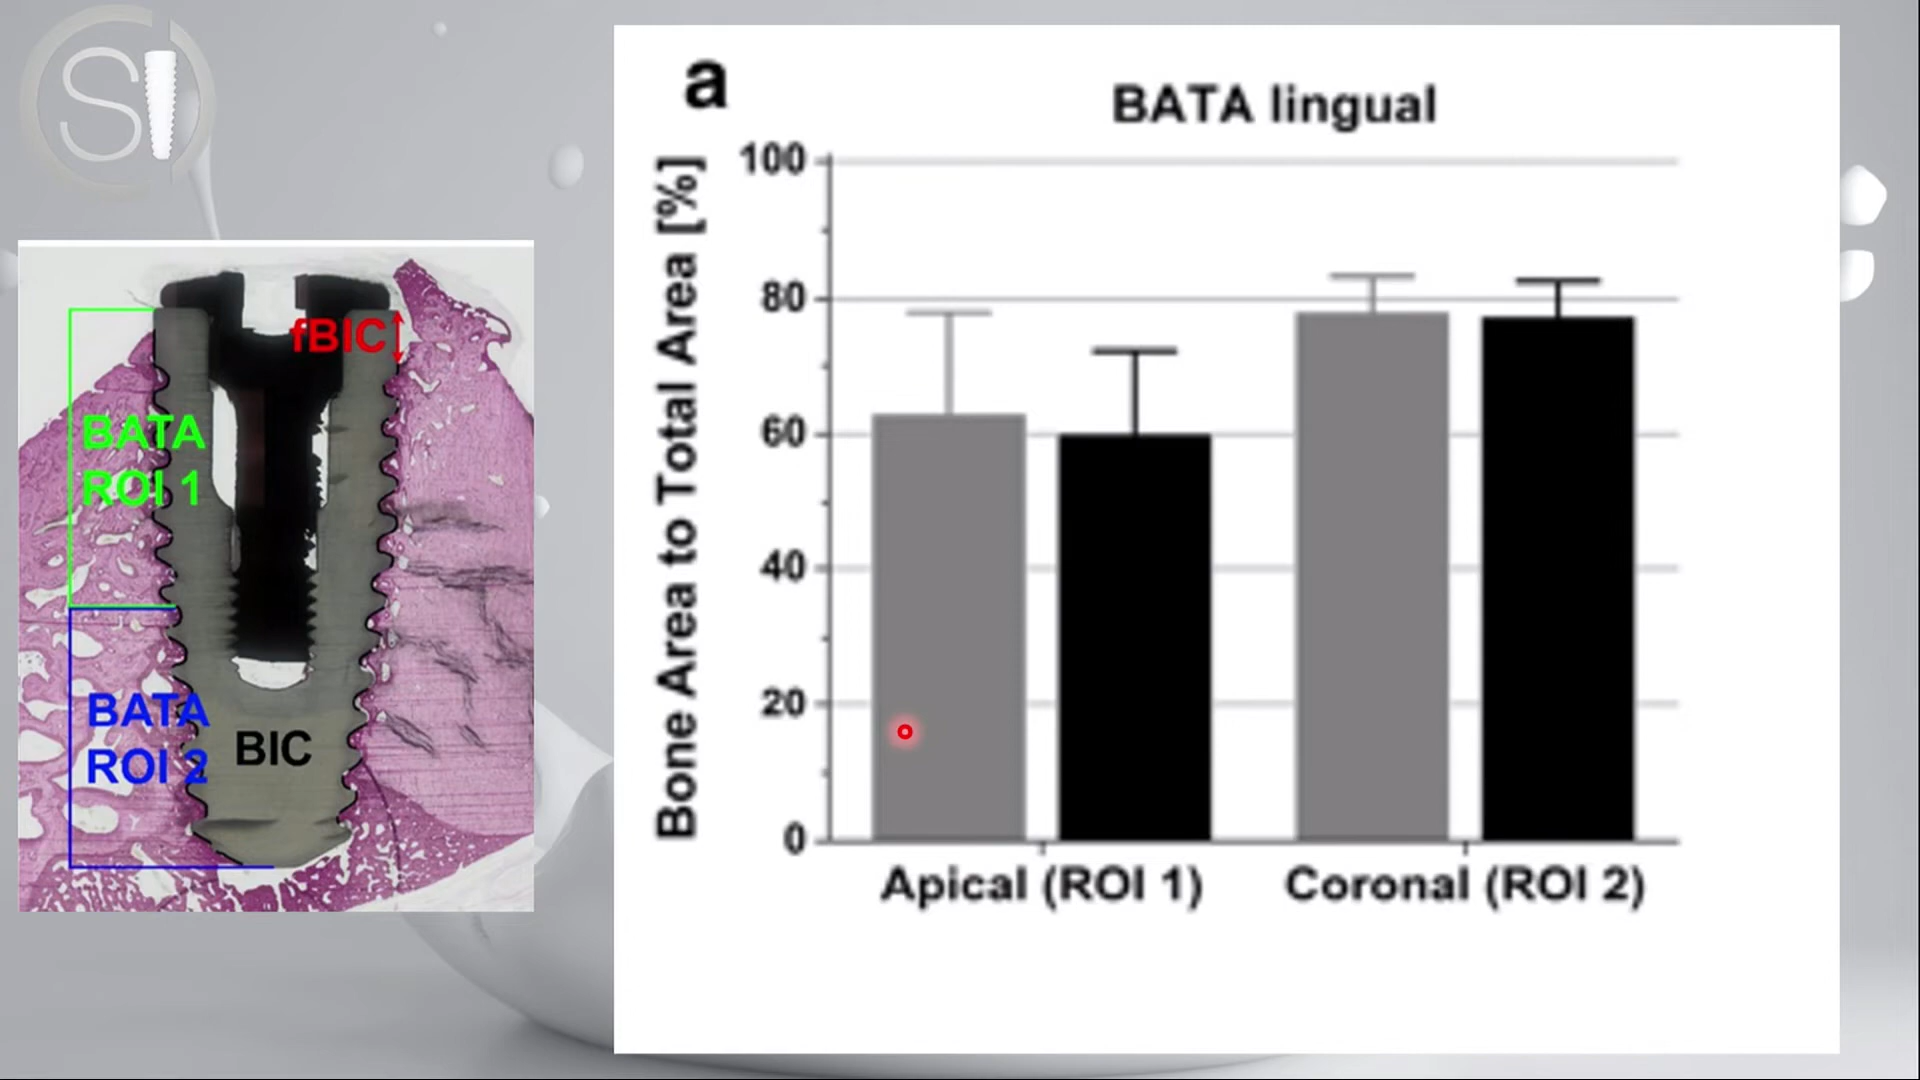 SI
fBIC
BATA
ROI 1
BATA
ROI 2
BIC
a
BATA lingual
Bone Area to Total Area [%]
100
80
60
40
20
0
Apical (ROI 1)
Coronal (ROI 2)